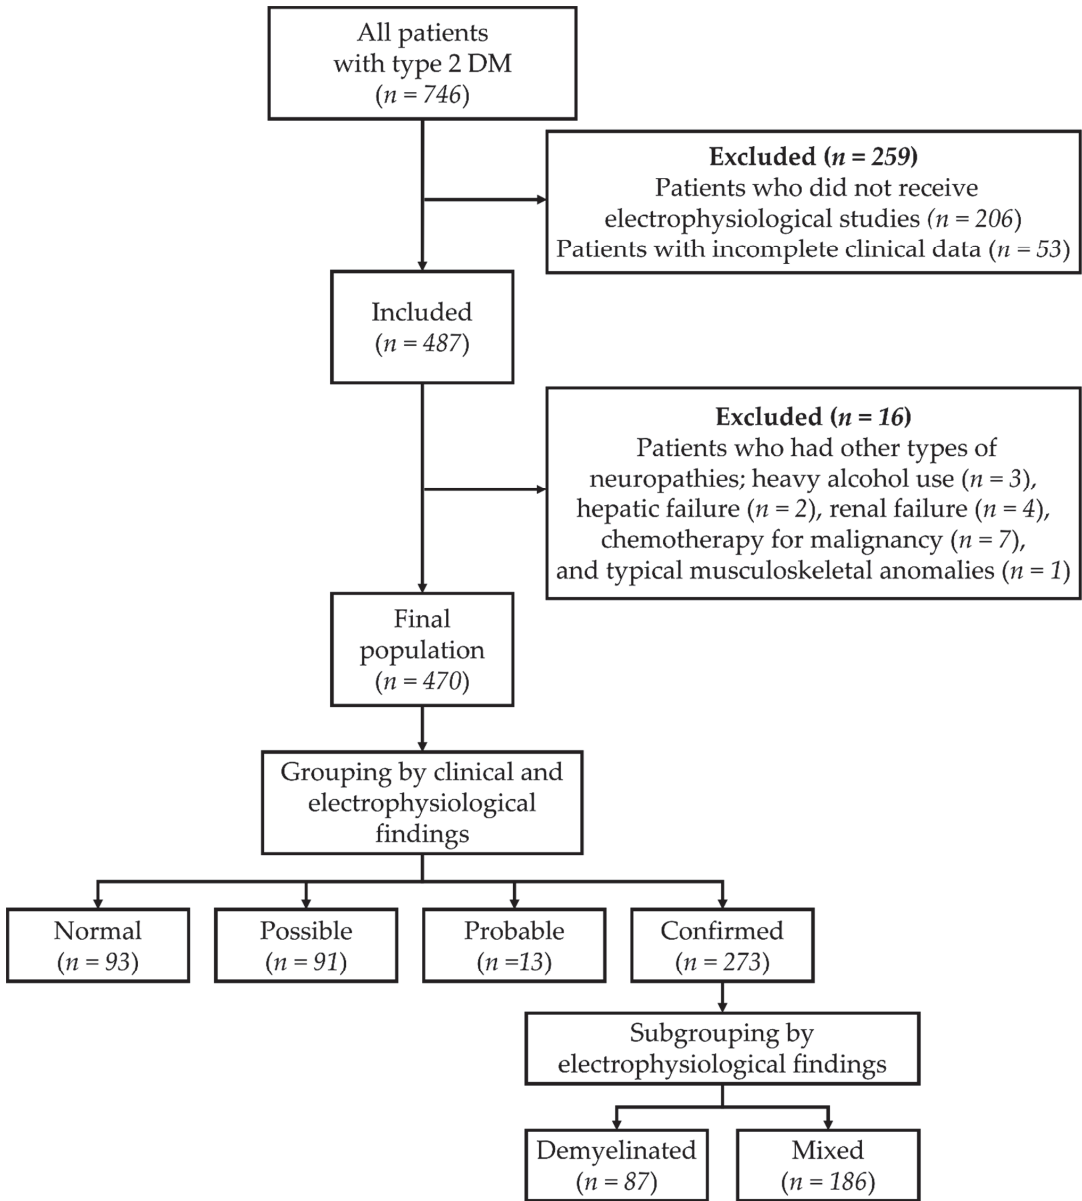 All patients
with type 2 DM
(n = 746)
Excluded (n = 259)
Patients who did not receive
electrophysiological studies (n = 206)
Patients with incomplete clinical data (n = 53)
Included
(n = 487)
Excluded (n = 16)
Patients who had other types of
neuropathies; heavy alcohol use (n = 3),
hepatic failure (n = 2), renal failure (n = 4),
chemotherapy for malignancy (n = 7),
and typical musculoskeletal anomalies (n = 1)
Final
population
(n = 470)
Grouping by clinical and
electrophysiological
findings
Normal
(n = 93)
Possible
(n = 91)
Probable
(n =13)
Confirmed
(n = 273)
Subgrouping by
electrophysiological findings
Demyelinated
(n = 87)
Mixed
(n = 186)